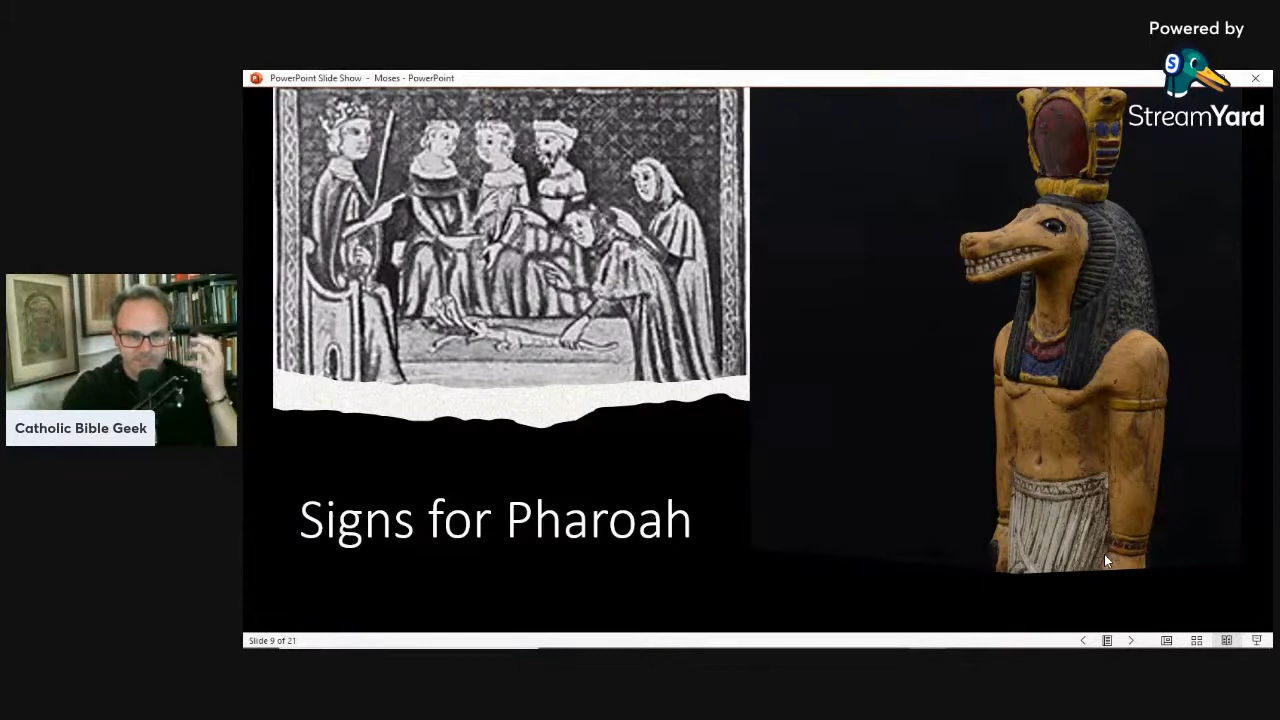 Powered by
S
StreamYard
PowerPoint Slide Show - Moses - PowerPoint
Catholic Bible Geek
Signs for Pharoah
Slide 9 of 21